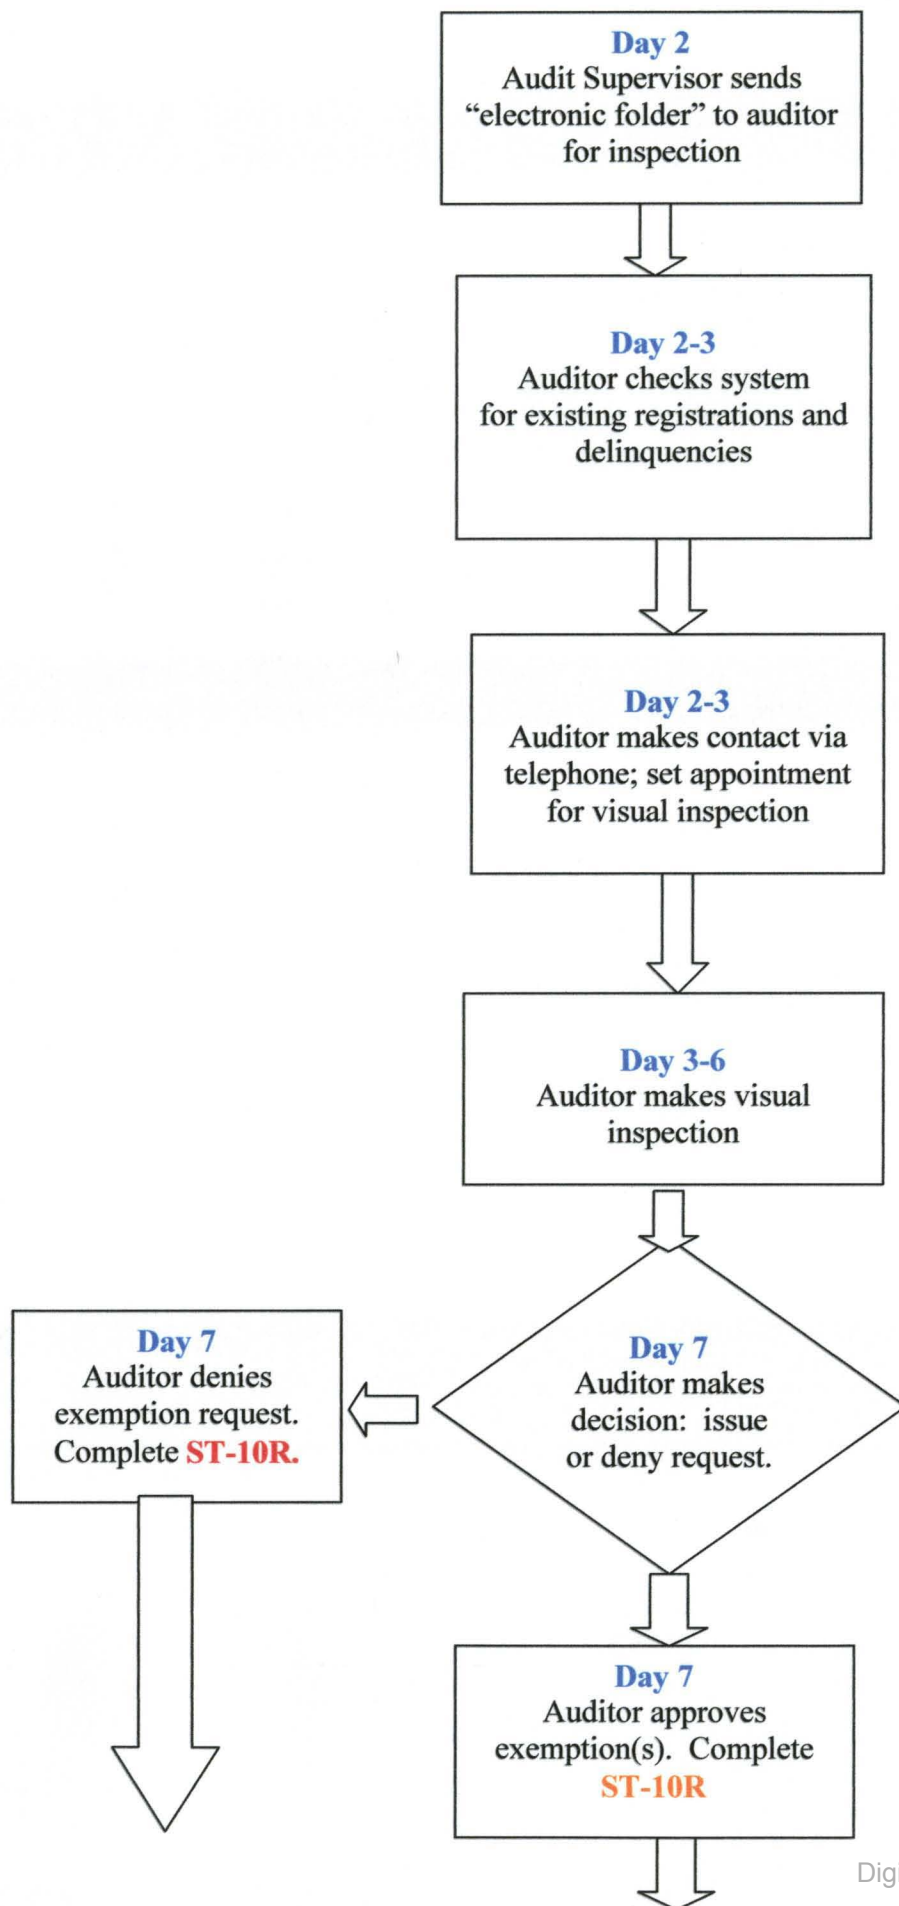 Day 2
Audit Supervisor sends
“electronic folder” to auditor
for inspection
Day 2-3
Auditor checks system
for existing registrations and
delinquencies
Day 2-3
Auditor makes contact via
telephone; set appointment
for visual inspection
Day 3-6
Auditor makes visual
inspection
Day 7
Auditor makes
decision:  issue
or deny request.
Day 7
Auditor denies
exemption request.
Complete ST-10R.
Day 7
Auditor approves
exemption(s).  Complete
ST-10R